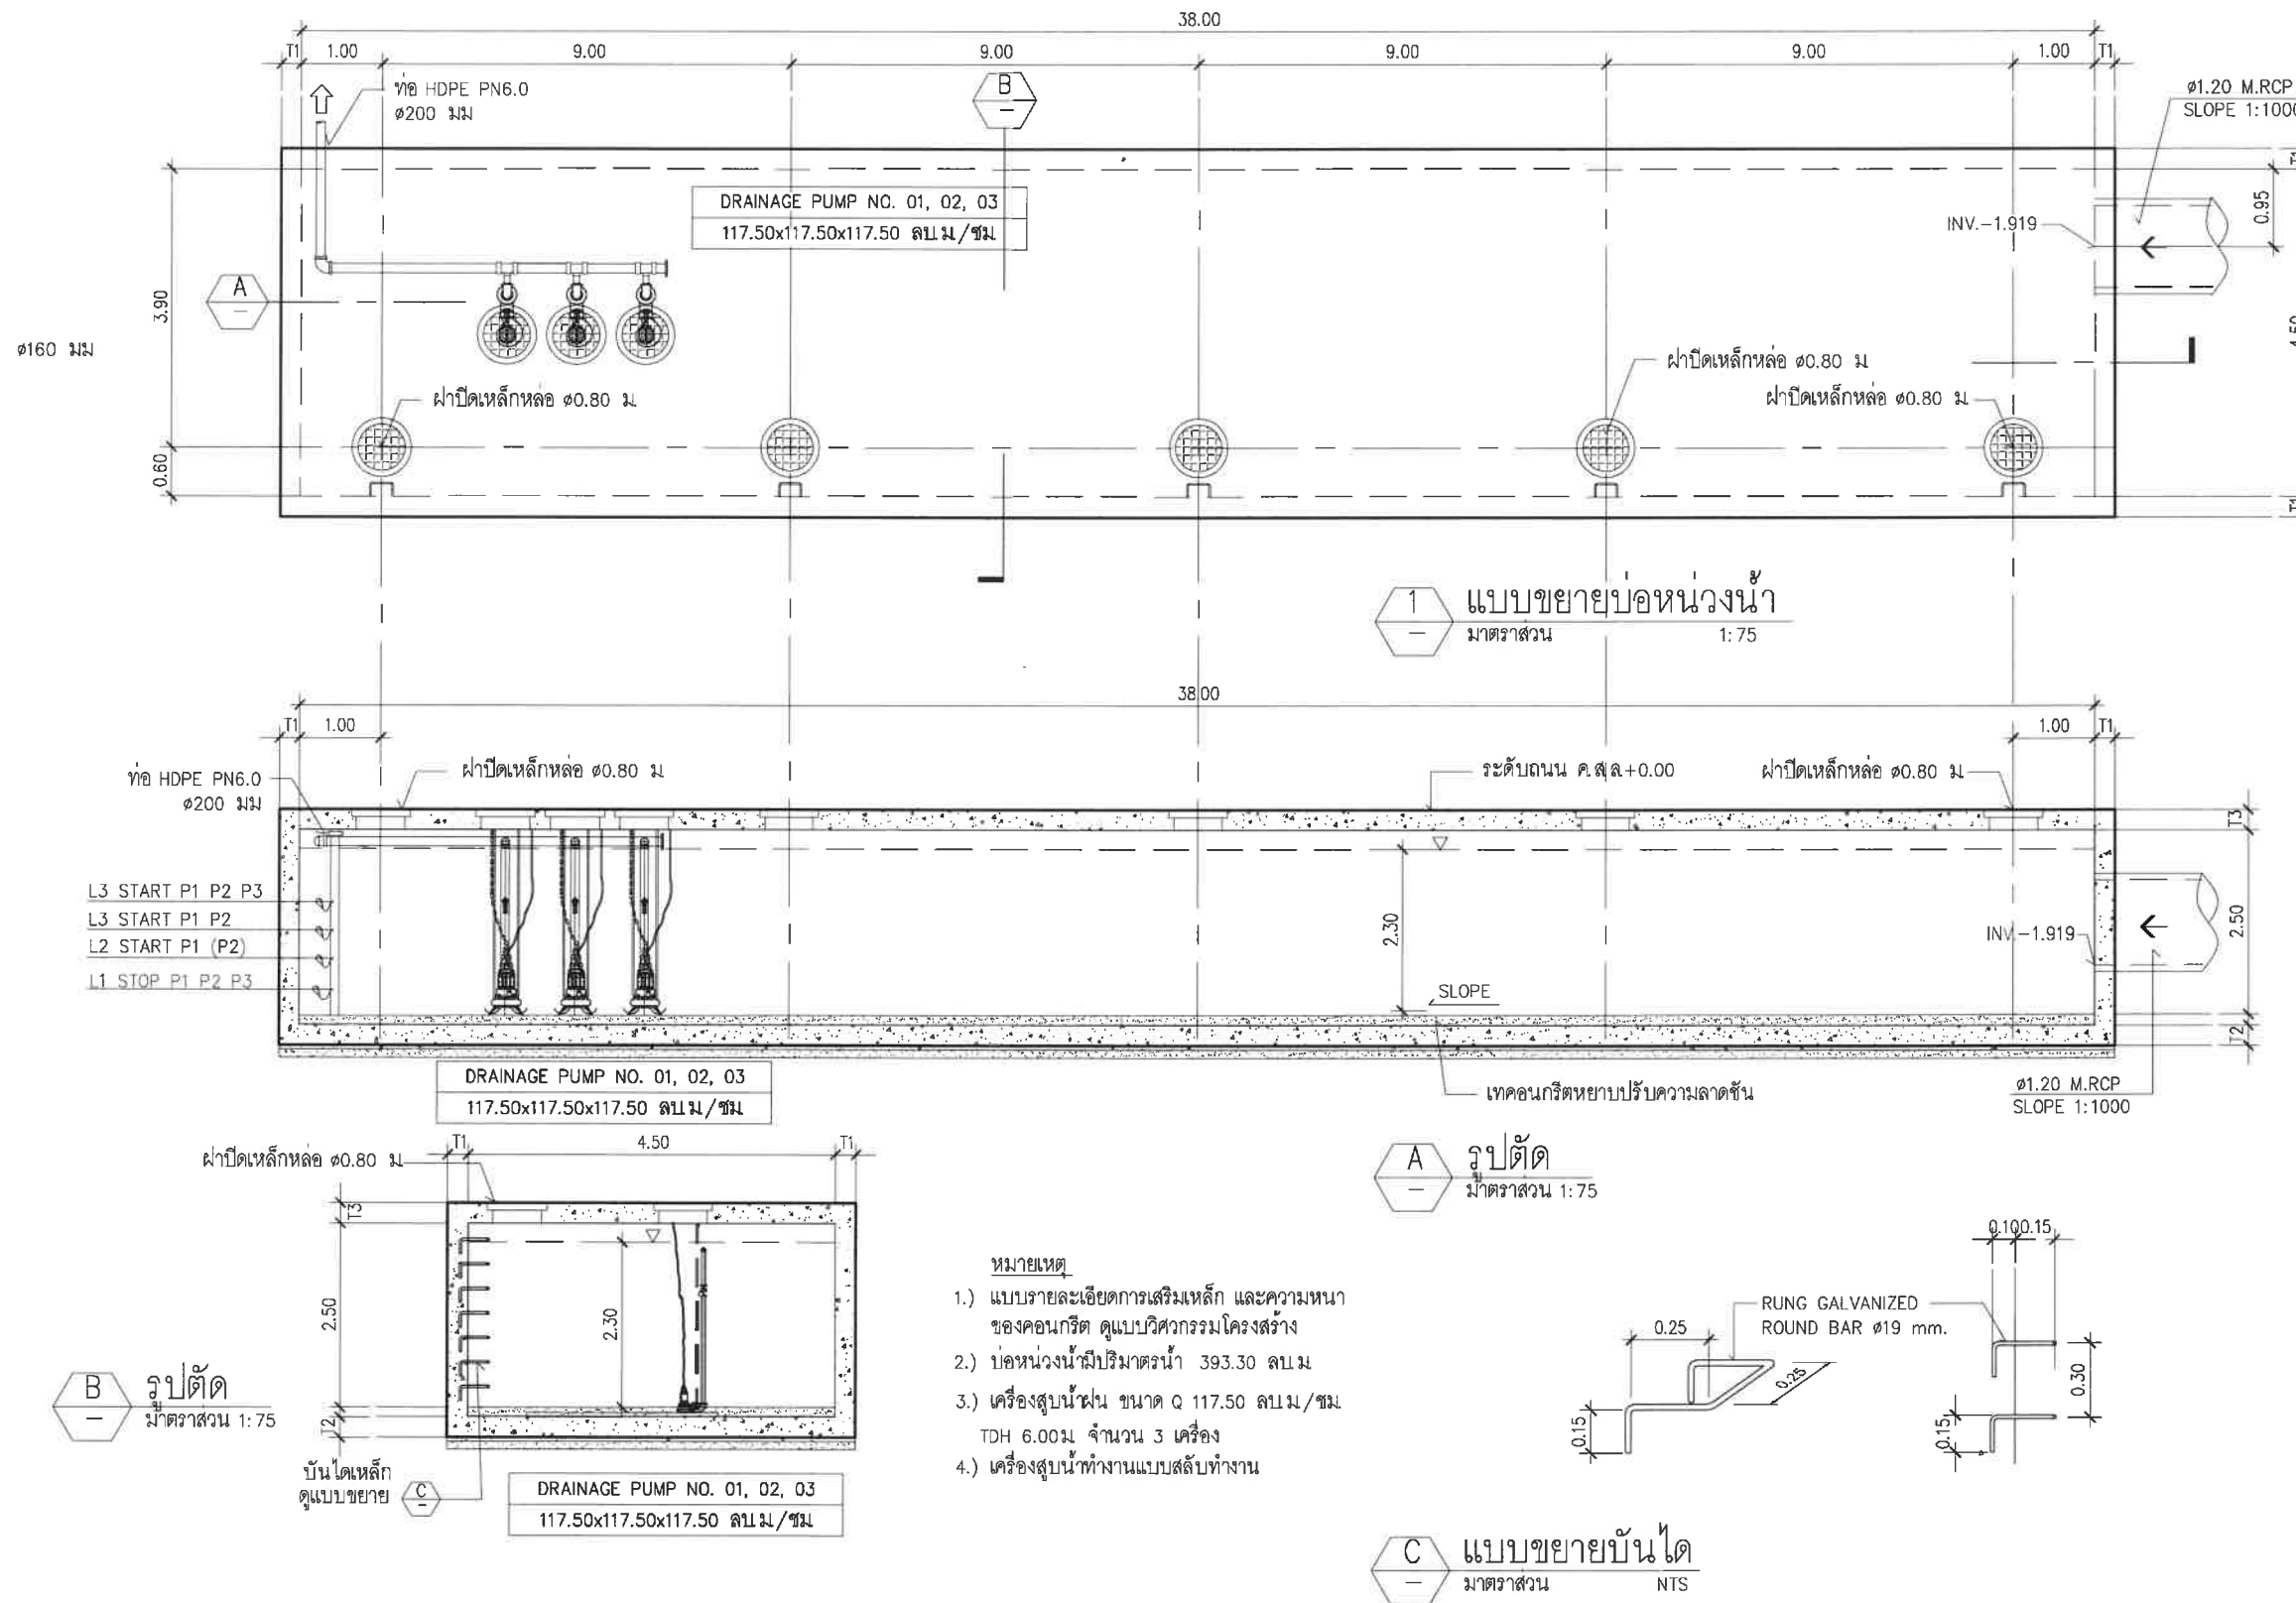 38.00
T1 1.00 9.00 9.00 9.00 9.00 1.00 T1
ท่อ HDPE PN6.0
ø200 มม
B
–
ø1.20 M.RCP
SLOPE 1:1000
T1
DRAINAGE PUMP NO. 01, 02, 03
117.50x117.50x117.50 ลบ.ม/ชม
0.95
INV.-1.919
A
–
3.90
ø160 มม
4.50
ฝาปิดเหล็กหล่อ ø0.80 ม
ฝาปิดเหล็กหล่อ ø0.80 ม.
ฝาปิดเหล็กหล่อ ø0.80 ม
0.60
T1
1
–
แบบขยายบ่อหน่วงน้ำ
มาตราส่วน 1:75
38.00
T1 1.00 1.00 T1
ท่อ HDPE PN6.0
ø200 มม
ฝาปิดเหล็กหล่อ ø0.80 ม
ระดับถนน ค.ส.ล.+0.00
ฝาปิดเหล็กหล่อ ø0.80 ม
T3
L3 START P1 P2 P3
L3 START P1 P2
L2 START P1 (P2)
L1 STOP P1 P2 P3
2.30
INV.-1.919
2.50
SLOPE
T2
DRAINAGE PUMP NO. 01, 02, 03
117.50x117.50x117.50 ลบ.ม/ชม
เทคอนกรีตหยาบปรับความลาดชัน
ø1.20 M.RCP
SLOPE 1:1000
A
–
รูปตัด
มาตราส่วน 1:75
T1 4.50 T1
ฝาปิดเหล็กหล่อ ø0.80 ม
T3
2.50
2.30
T2
B
–
รูปตัด
มาตราส่วน 1:75
บันไดเหล็ก
ดูแบบขยาย
C
–
DRAINAGE PUMP NO. 01, 02, 03
117.50x117.50x117.50 ลบ.ม/ชม
หมายเหตุ
1.) แบบรายละเอียดการเสริมเหล็ก และความหนา
ของคอนกรีต ดูแบบวิศวกรรมโครงสร้าง
2.) บ่อหน่วงน้ำมีปริมาตรน้ำ 393.30 ลบ.ม
3.) เครื่องสูบน้ำฝน ขนาด Q 117.50 ลบ.ม/ชม
TDH 6.00ม จำนวน 3 เครื่อง
4.) เครื่องสูบน้ำทำงานแบบสลับทำงาน
0.10 0.15
RUNG GALVANIZED
ROUND BAR ø19 mm.
0.25
0.25
0.15
0.30
0.15
C
–
แบบขยายบันได
มาตราส่วน NTS